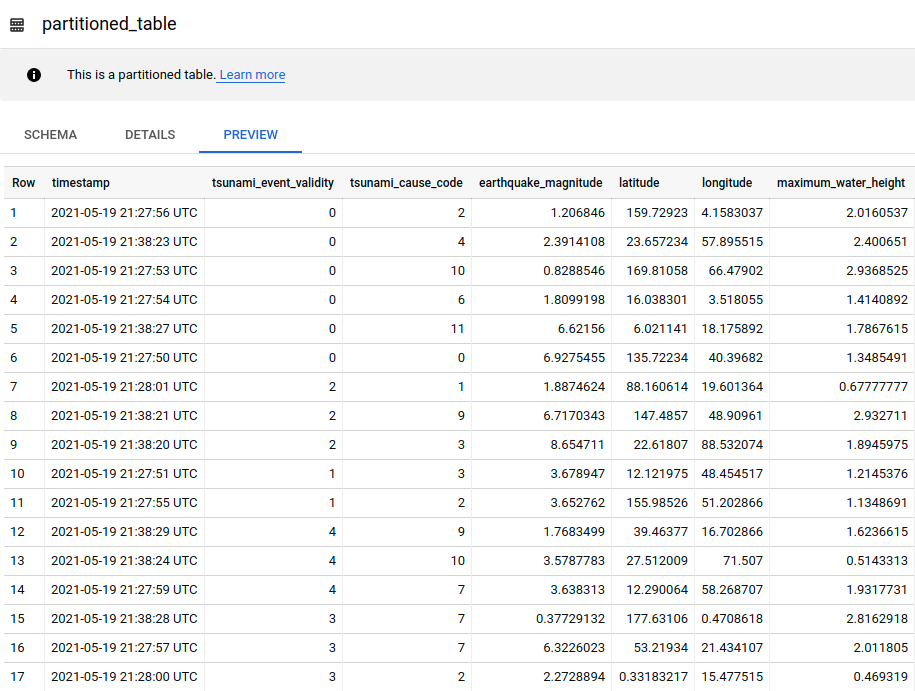 partitioned_table
This is a partitioned table. Learn more
SCHEMA DETAILS PREVIEW
Row timestamp tsunami_event_validity tsunami_cause_code earthquake_magnitude latitude longitude maximum_water_height
1 2021-05-19 21:27:56 UTC 0 2 1.206846 159.72923 4.1583037 2.0160537
2 2021-05-19 21:38:23 UTC 0 4 2.3914108 23.657234 57.895515 2.400651
3 2021-05-19 21:27:53 UTC 0 10 0.8288546 169.81058 66.47902 2.9368525
4 2021-05-19 21:27:54 UTC 0 6 1.8099198 16.038301 3.518055 1.4140892
5 2021-05-19 21:38:27 UTC 0 11 6.62156 6.021141 18.175892 1.7867615
6 2021-05-19 21:27:50 UTC 0 0 6.9275455 135.72234 40.39682 1.3485491
7 2021-05-19 21:28:01 UTC 2 1 1.8874624 88.160614 19.601364 0.67777777
8 2021-05-19 21:38:21 UTC 2 9 6.7170343 147.4857 48.90961 2.932711
9 2021-05-19 21:38:20 UTC 2 3 8.654711 22.61807 88.532074 1.8945975
10 2021-05-19 21:27:51 UTC 1 3 3.678947 12.121975 48.454517 1.2145376
11 2021-05-19 21:27:55 UTC 1 2 3.652762 155.98526 51.202866 1.1348691
12 2021-05-19 21:38:29 UTC 4 9 1.7683499 39.46377 16.702866 1.6236615
13 2021-05-19 21:38:24 UTC 4 10 3.5787783 27.512009 71.507 0.5143313
14 2021-05-19 21:27:59 UTC 4 7 3.638313 12.290064 58.268707 1.9317731
15 2021-05-19 21:38:28 UTC 3 7 0.37729132 177.63106 0.4708618 2.8162918
16 2021-05-19 21:27:57 UTC 3 7 6.3226023 53.21934 21.434107 2.011805
17 2021-05-19 21:28:00 UTC 3 2 2.2728894 0.33183217 15.477515 0.469319